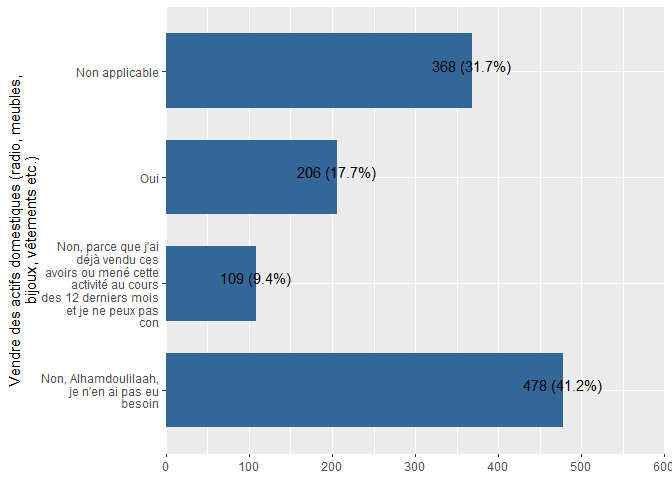 Vendre des actifs domestiques (radio, meubles,
bijoux, vêtements etc.)
Non applicable
368 (31.7%)
Oui
206 (17.7%)
Non, parce que j'ai
déjà vendu ces
avoirs ou mené cette
activité au cours
des 12 derniers mois
et je ne peux pas
con
109 (9.4%)
Non, Alhamdoulilaah,
je n'en ai pas eu
besoin
478 (41.2%)
0 100 200 300 400 500 600